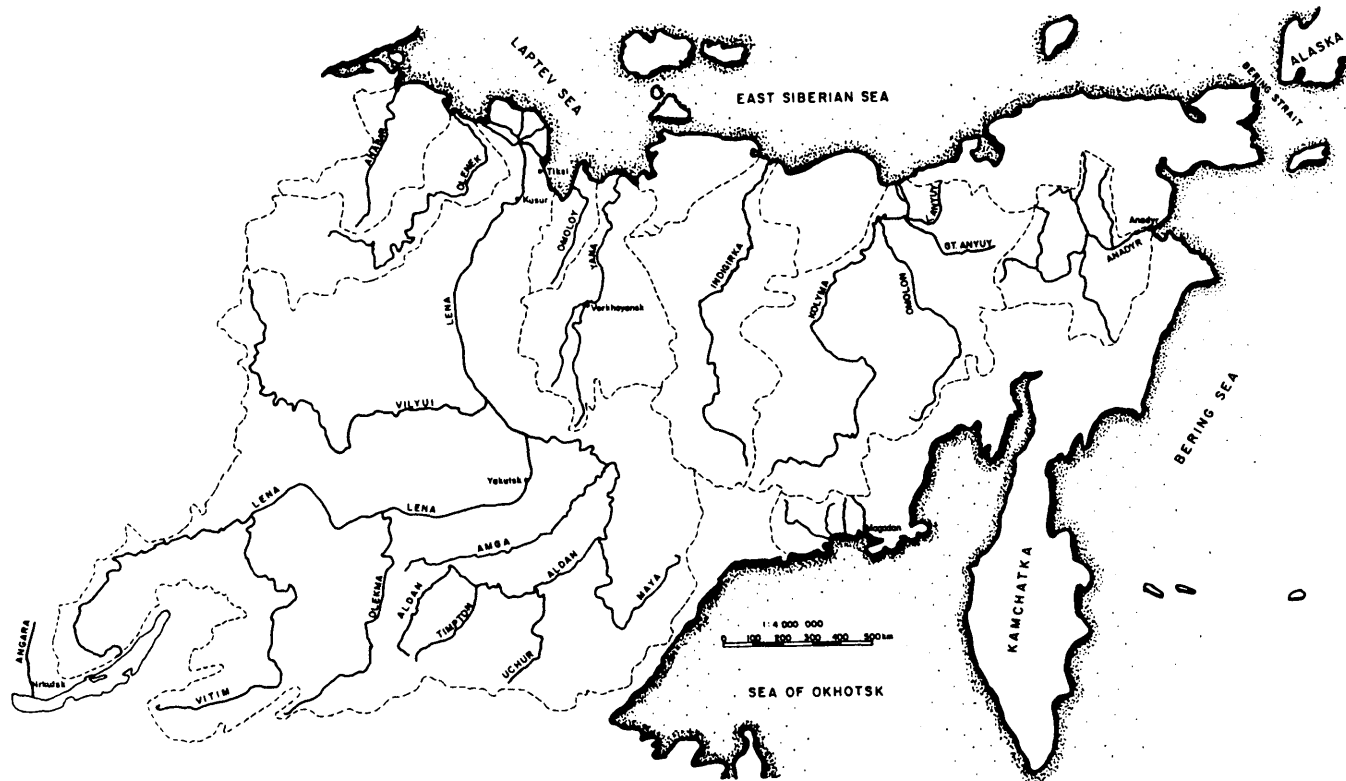 LAPTEV SEA
EAST SIBERIAN SEA
ALASKA
BERING STRAIT
OLENEK
Tiksi
Kusur
OMOLOY
YANA
INDIGIRKA
KOLYMA
OMOLON
ANYUY
ST. ANYUY
Anadyr
ANADYR
LENA
Verkhoyansk
VILYUI
BERING SEA
LENA
LENA
Yakutsk
AMGA
ALDAN
ALDAN
TIMPTON
UCHUR
MAYA
OLEKMA
VITIM
ANGARA
Irkutsk
Magadan
KAMCHATKA
1:4 000 000
0 100 200 300 400 500 km
SEA OF OKHOTSK